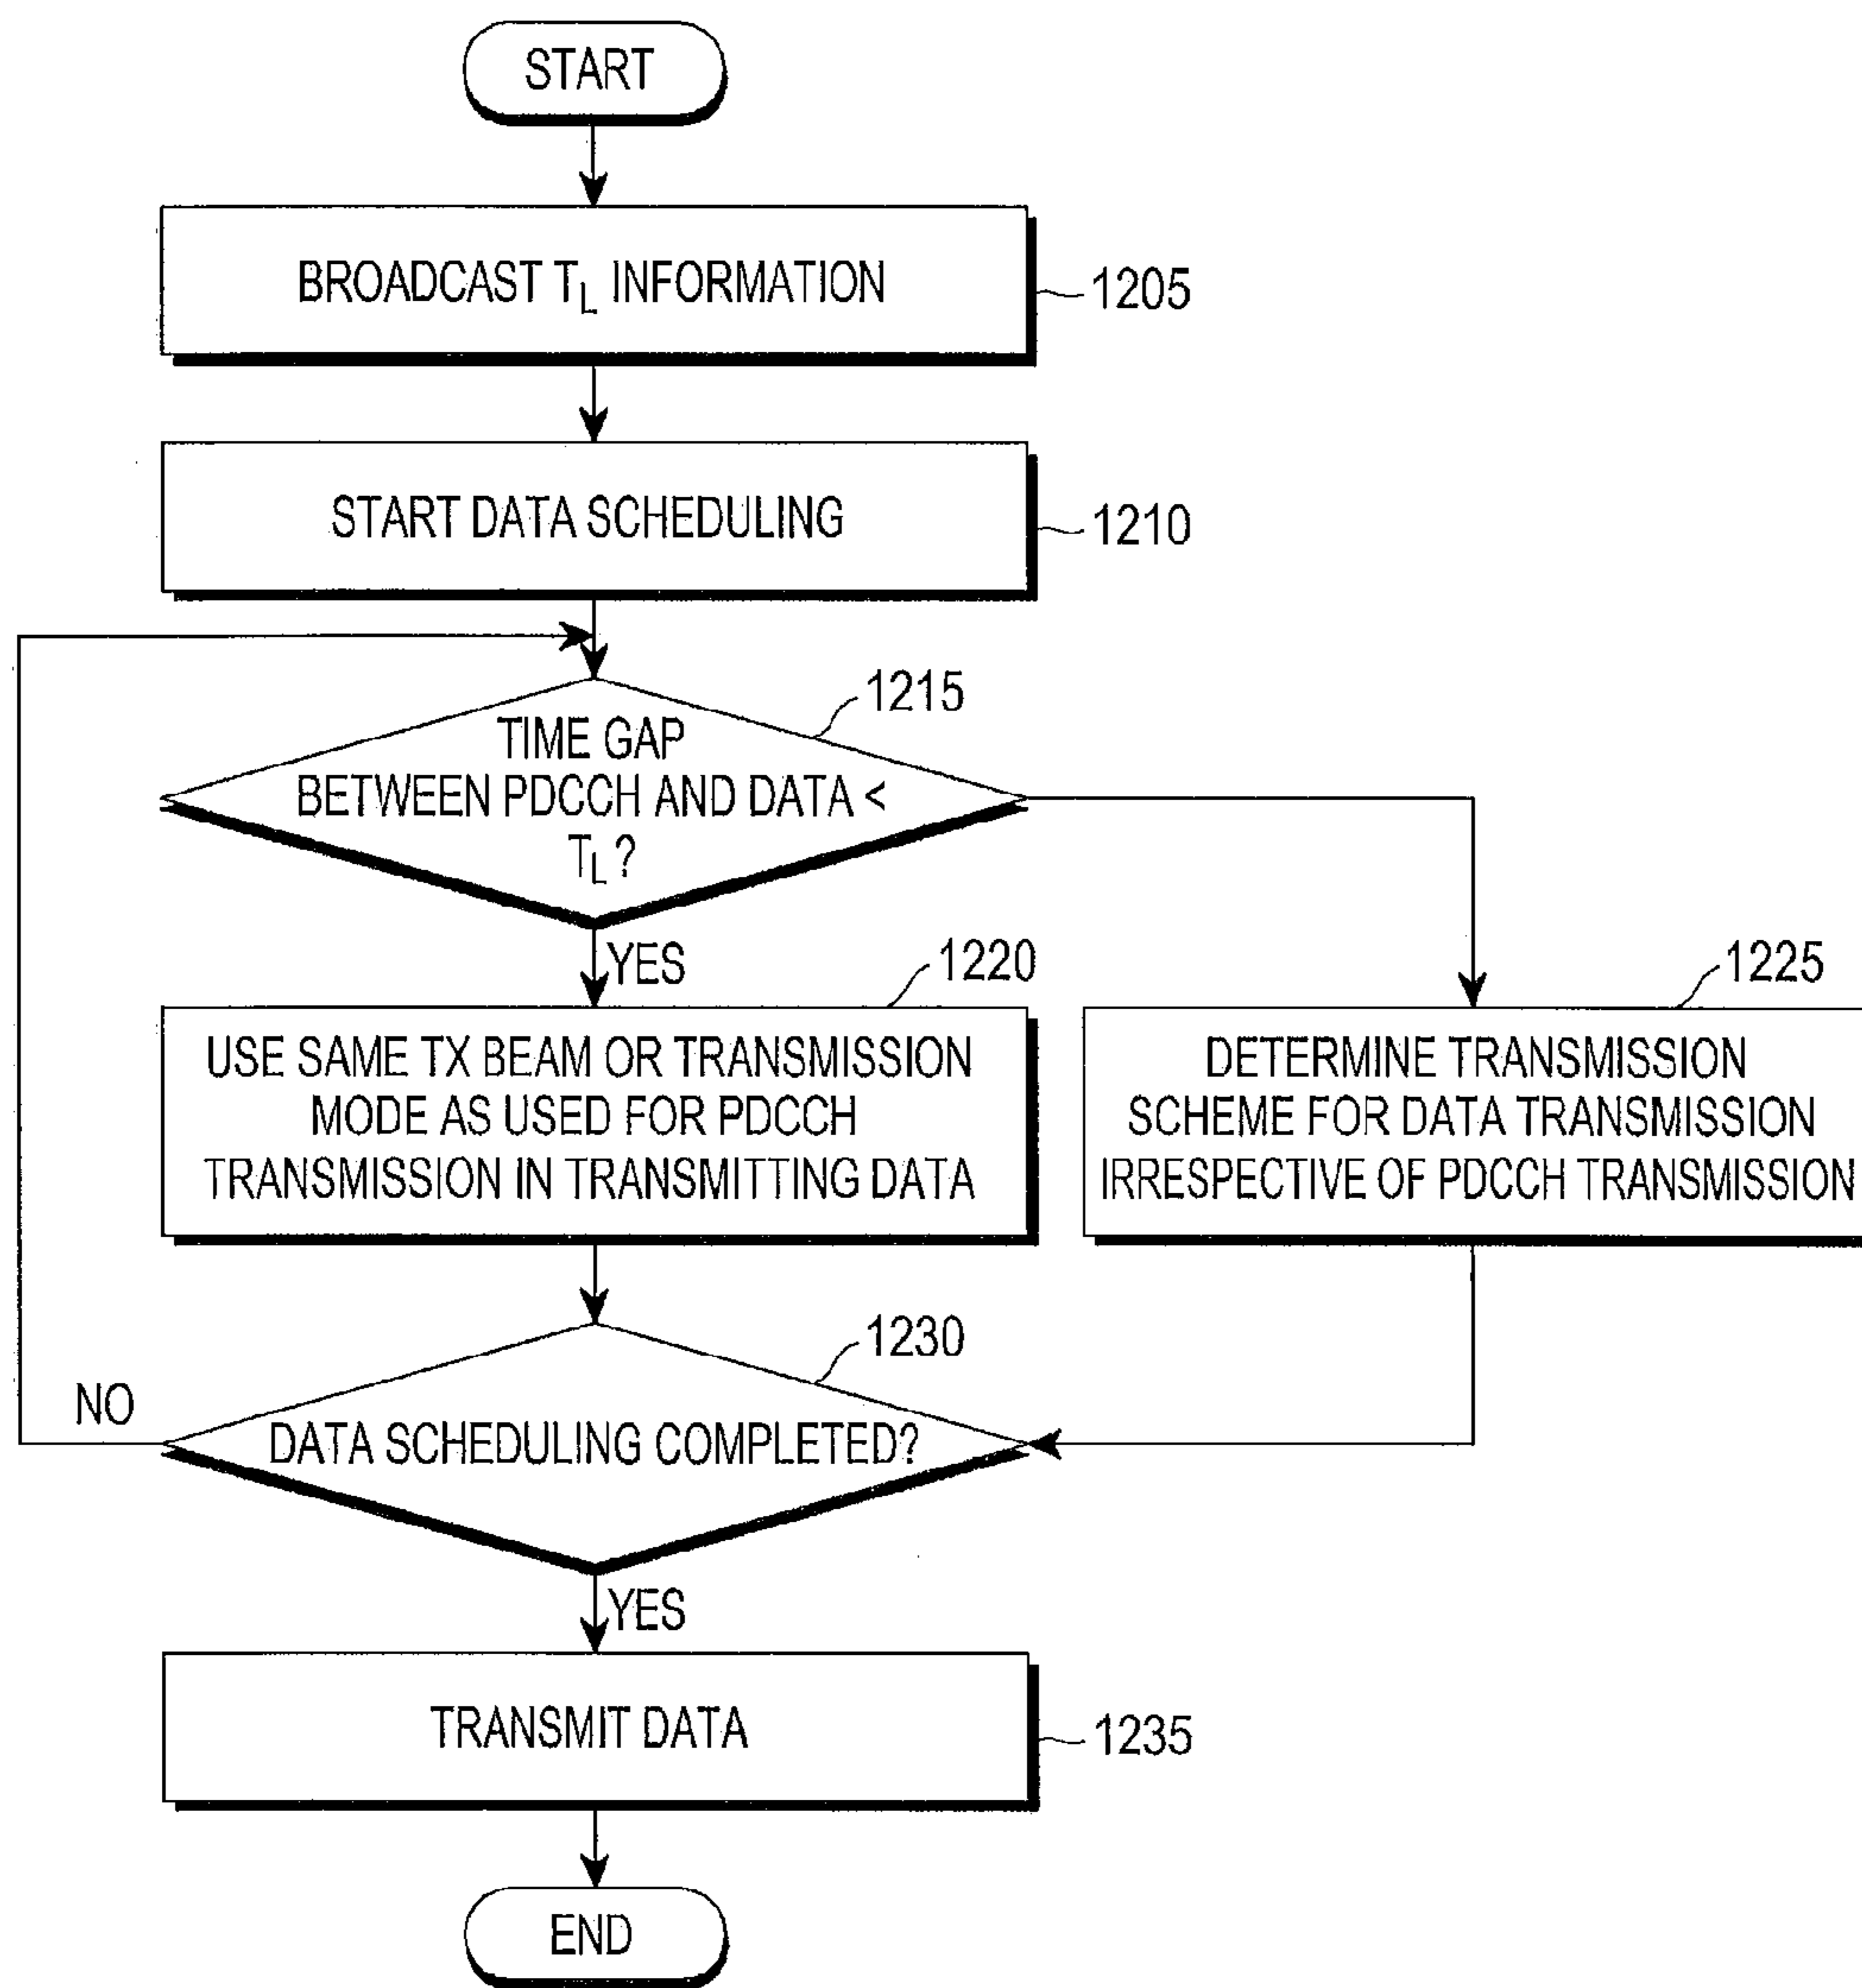 START
BROADCAST TL INFORMATION
1205
START DATA SCHEDULING
1210
1215
TIME GAP
BETWEEN PDCCH AND DATA <
TL ?
YES
1220
USE SAME TX BEAM OR TRANSMISSION
MODE AS USED FOR PDCCH
TRANSMISSION IN TRANSMITTING DATA
1225
DETERMINE TRANSMISSION
SCHEME FOR DATA TRANSMISSION
IRRESPECTIVE OF PDCCH TRANSMISSION
1230
NO
DATA SCHEDULING COMPLETED?
YES
TRANSMIT DATA
1235
END